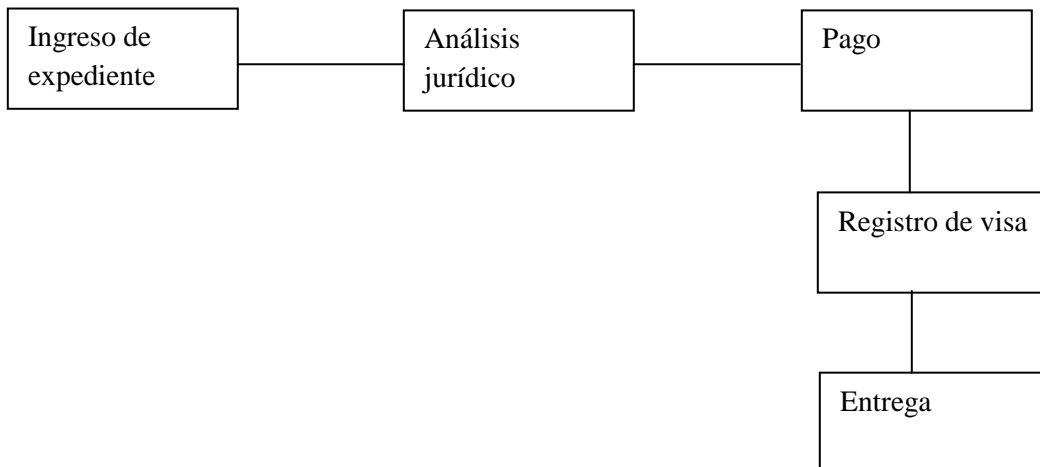 Ingreso de
expediente
Análisis
jurídico
Pago
Registro de visa
Entrega